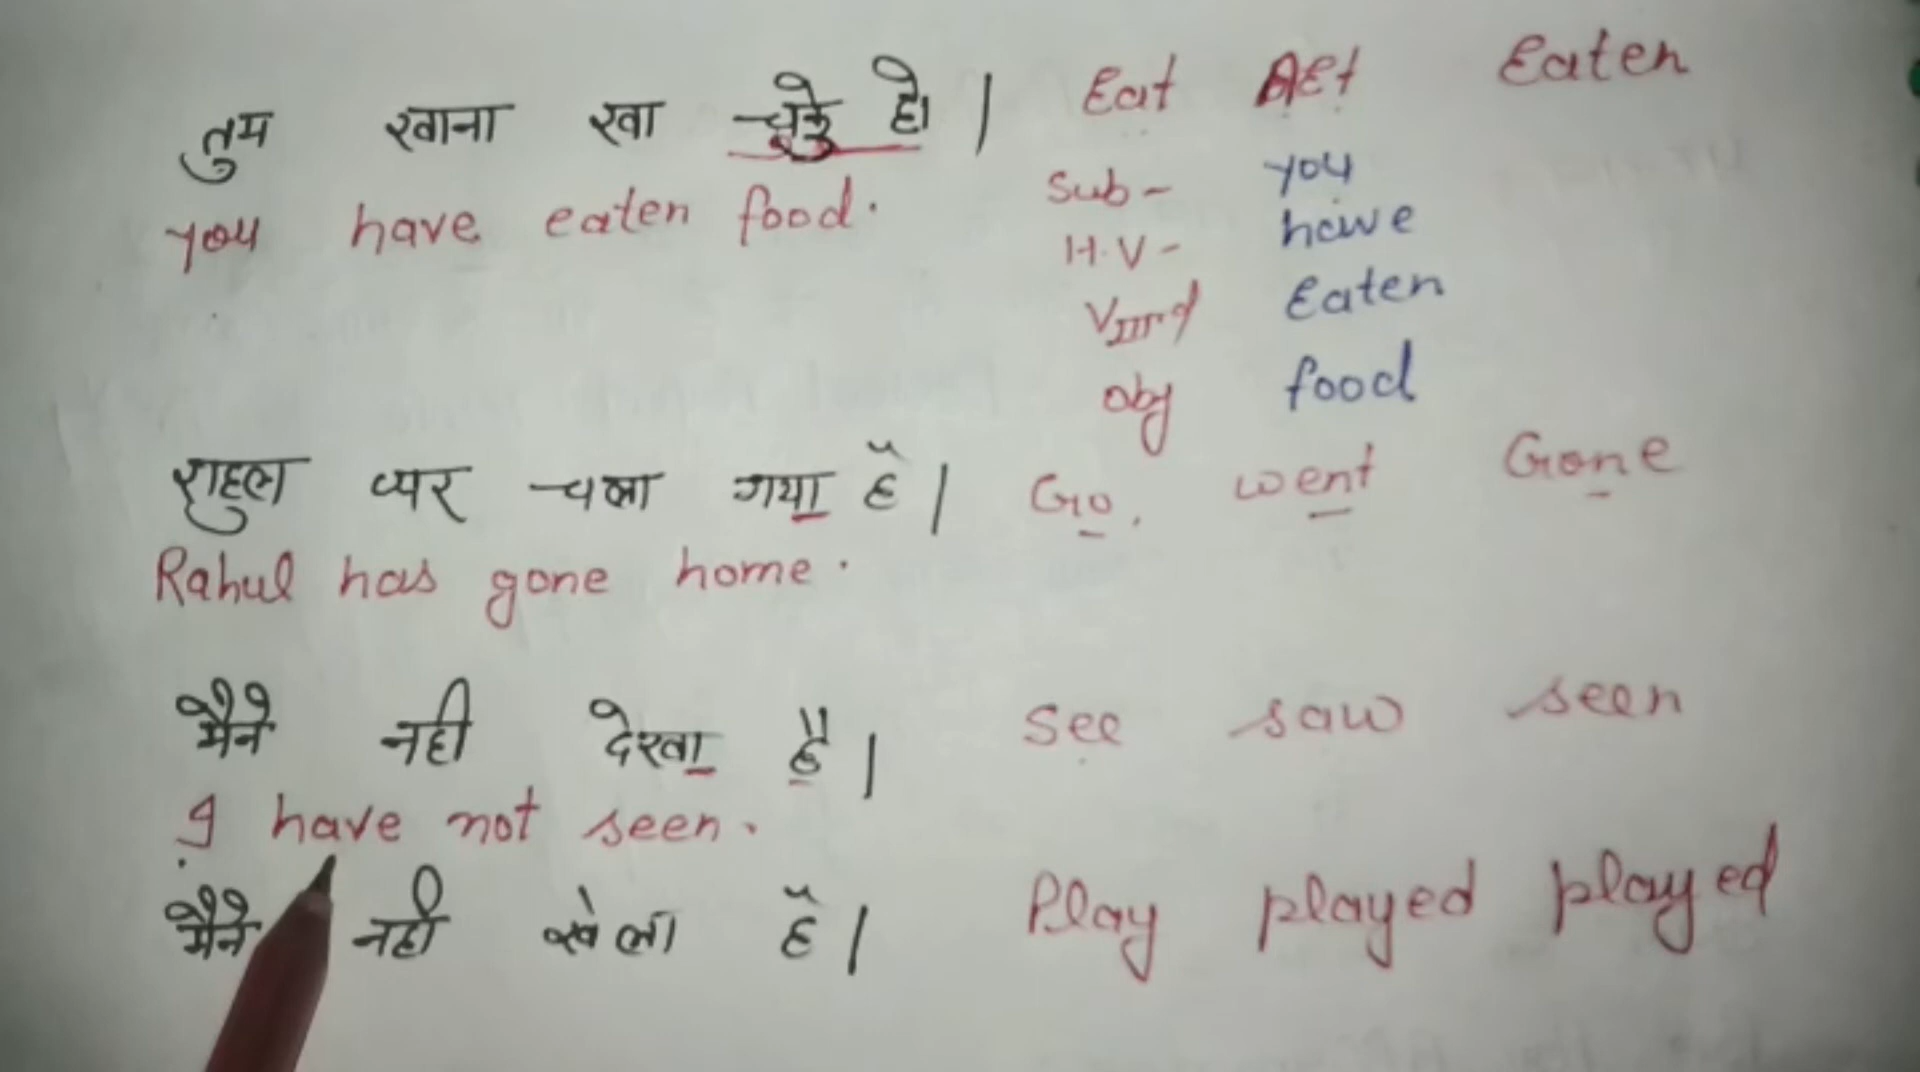 तुम खाना खा चुके हो। Eat AEt Eaten
Sub- you
you have eaten food.
H.V- have
VIIIrd Eaten
obj food
राहुल घर चला गया है। Go, went Gone
Rahul has gone home.
मैने नही देखा है। See saw seen
I have not seen.
मैने नही खेला है। Play played played